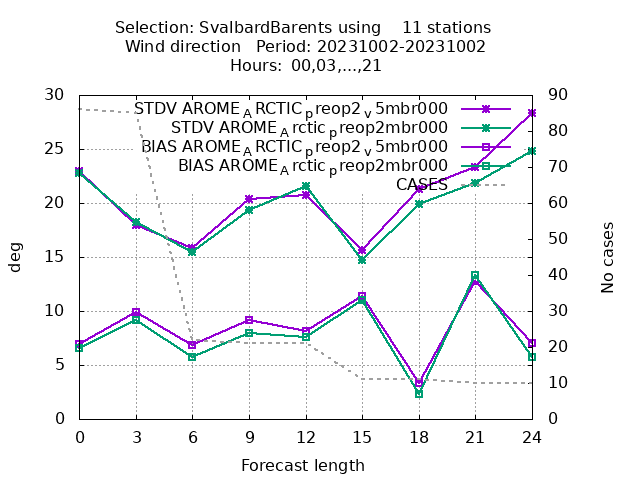 Selection: SvalbardBarents using    11 stations
Wind direction   Period: 20231002-20231002
Hours:  00,03,...,21
30 90
STDV AROME_ARCTIC_preop2_v5mbr000
80
STDV AROME_Arctic_preop2mbr000
25
BIAS AROME_ARCTIC_preop2_v5mbr000
70
BIAS AROME_Arctic_preop2mbr000
CASES
20 60
50
15
40
10 30
20
5
10
0 0
deg
No cases
0 3 6 9 12 15 18 21 24
Forecast length